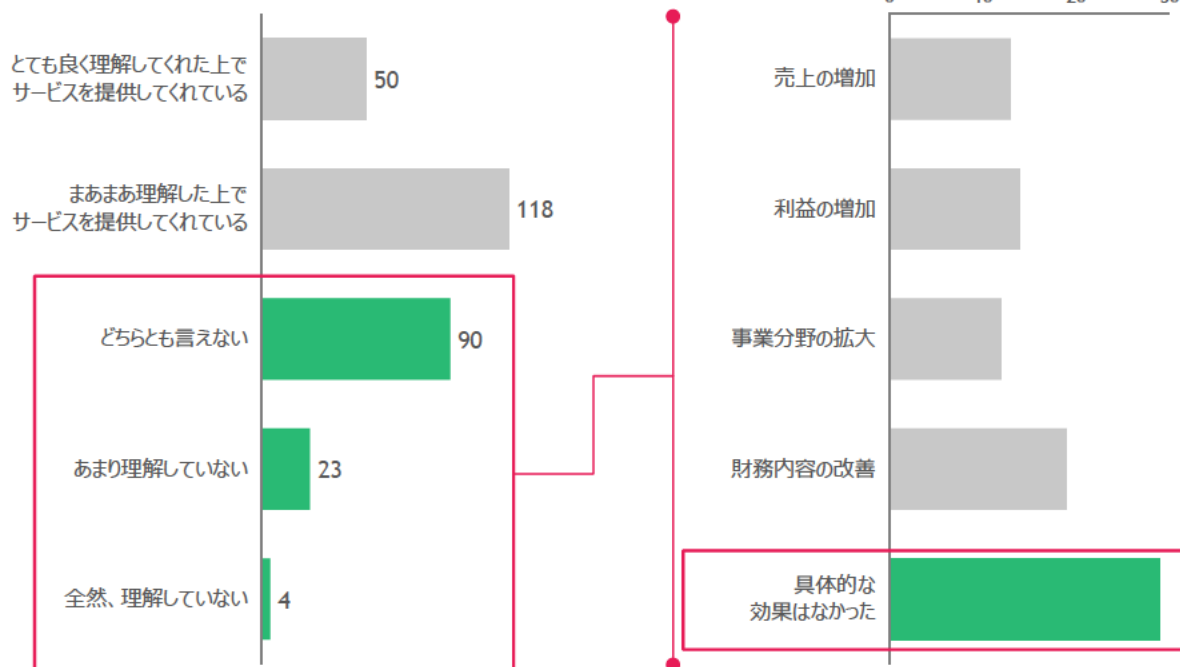 とても良く理解してくれた上で
サービスを提供してくれている
50
まあまあ理解した上で
サービスを提供してくれている
118
どちらとも言えない
90
あまり理解していない
23
全然、理解していない
4
売上の増加
利益の増加
事業分野の拡大
財務内容の改善
具体的な
効果はなかった